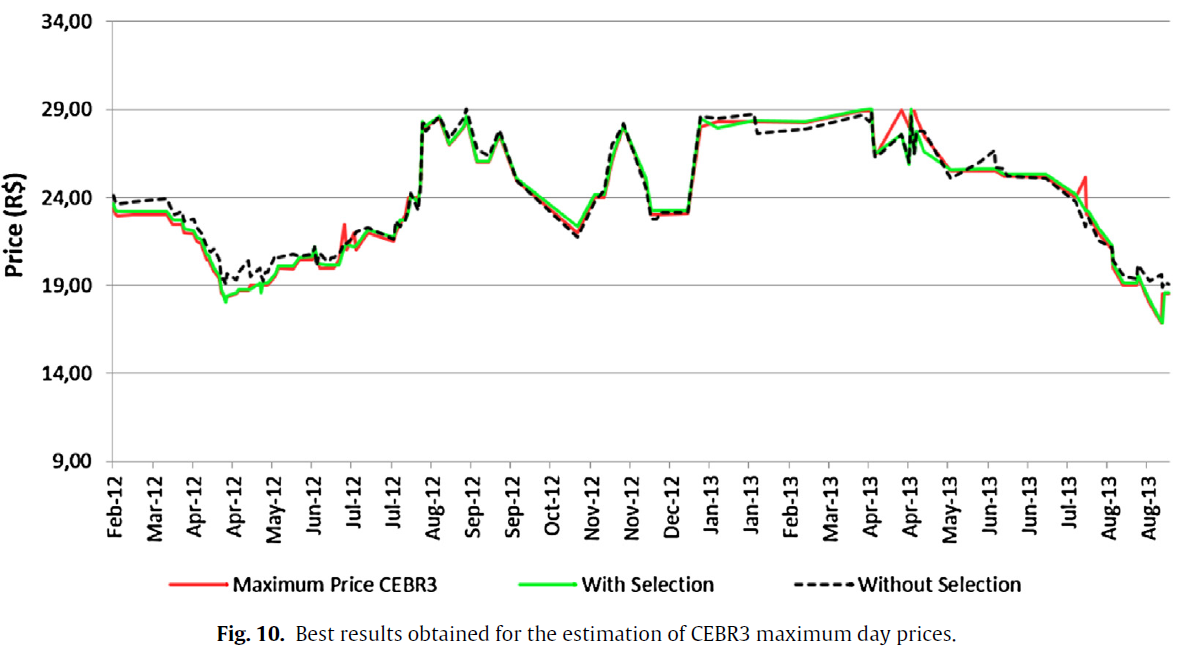 34,00
29,00
24,00
19,00
14,00
9,00
Price (R$)
Feb-12
Mar-12
Apr-12
Apr-12
May-12
Jun-12
Jul-12
Jul-12
Aug-12
Sep-12
Sep-12
Oct-12
Nov-12
Nov-12
Dec-12
Jan-13
Jan-13
Feb-13
Mar-13
Apr-13
Apr-13
May-13
Jun-13
Jun-13
Jul-13
Aug-13
Aug-13
Maximum Price CEBR3 With Selection Without Selection
Fig. 10. Best results obtained for the estimation of CEBR3 maximum day prices.